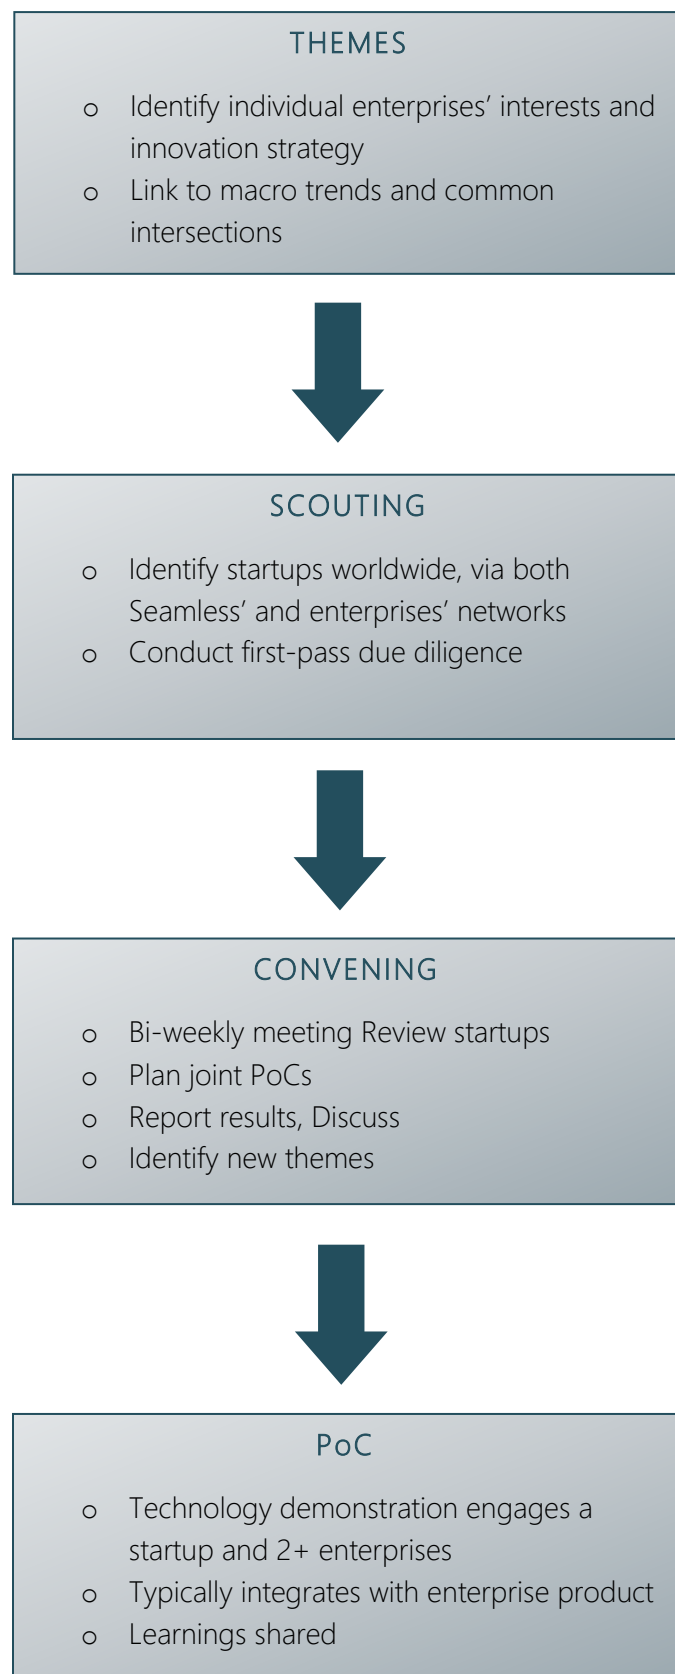 THEMES
o Identify individual enterprises’ interests and
innovation strategy
o Link to macro trends and common
intersections
SCOUTING
o Identify startups worldwide, via both
Seamless’ and enterprises’ networks
o Conduct first-pass due diligence
CONVENING
o Bi-weekly meeting Review startups
o Plan joint PoCs
o Report results, Discuss
o Identify new themes
PoC
o Technology demonstration engages a
startup and 2+ enterprises
o Typically integrates with enterprise product
o Learnings shared